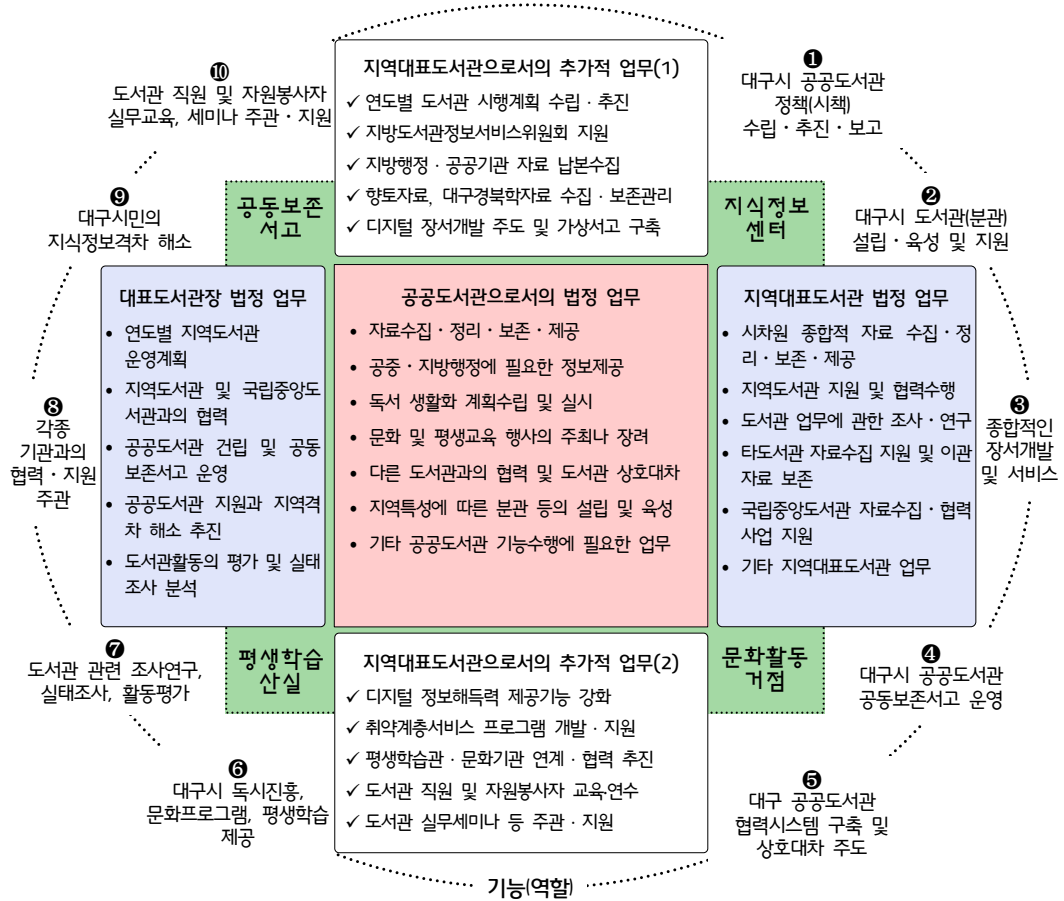 지역대표도서관으로서의 추가적 업무(1)
✓ 연도별 도서관 시행계획 수립 · 추진
✓ 지방도서관정보서비스위원회 지원
✓ 지방행정 · 공공기관 자료 납본수집
✓ 향토자료, 대구경북학자료 수집 · 보존관리
✓ 디지털 장서개발 주도 및 가상서고 구축
❶
대구시 공공도서관
정책(시책)
수립 · 추진 · 보고
❷
대구시 도서관(분관)
설립 · 육성 및 지원
❸
종합적인
장서개발
및 서비스
❹
대구시 공공도서관
공동보존서고 운영
❺
대구 공공도서관
협력시스템 구축 및
상호대차 주도
❻
대구시 독시진흥,
문화프로그램, 평생학습
제공
❼
도서관 관련 조사연구,
실태조사, 활동평가
❽
각종
기관과의
협력 · 지원
주관
❾
대구시민의
지식정보격차 해소
❿
도서관 직원 및 자원봉사자
실무교육, 세미나 주관 · 지원
공동보존
서고
지식정보
센터
대표도서관장 법정 업무
• 연도별 지역도서관
운영계획
• 지역도서관 및 국립중앙도
서관과의 협력
• 공공도서관 건립 및 공동
보존서고 운영
• 공공도서관 지원과 지역격
차 해소 추진
• 도서관활동의 평가 및 실태
조사 분석
공공도서관으로서의 법정 업무
• 자료수집 · 정리 · 보존 · 제공
• 공중 · 지방행정에 필요한 정보제공
• 독서 생활화 계획수립 및 실시
• 문화 및 평생교육 행사의 주최나 장려
• 다른 도서관과의 협력 및 도서관 상호대차
• 지역특성에 따른 분관 등의 설립 및 육성
• 기타 공공도서관 기능수행에 필요한 업무
지역대표도서관 법정 업무
• 시차원 종합적 자료 수집 · 정
리 · 보존 · 제공
• 지역도서관 지원 및 협력수행
• 도서관 업무에 관한 조사 · 연구
• 타도서관 자료수집 지원 및 이관
자료 보존
• 국립중앙도서관 자료수집 · 협력
사업 지원
• 기타 지역대표도서관 업무
평생학습
산실
문화활동
거점
지역대표도서관으로서의 추가적 업무(2)
✓ 디지털 정보해득력 제공기능 강화
✓ 취약계층서비스 프로그램 개발 · 지원
✓ 평생학습관 · 문화기관 연계 · 협력 추진
✓ 도서관 직원 및 자원봉사자 교육·연수
✓ 도서관 실무세미나 등 주관 · 지원
기능(역할)